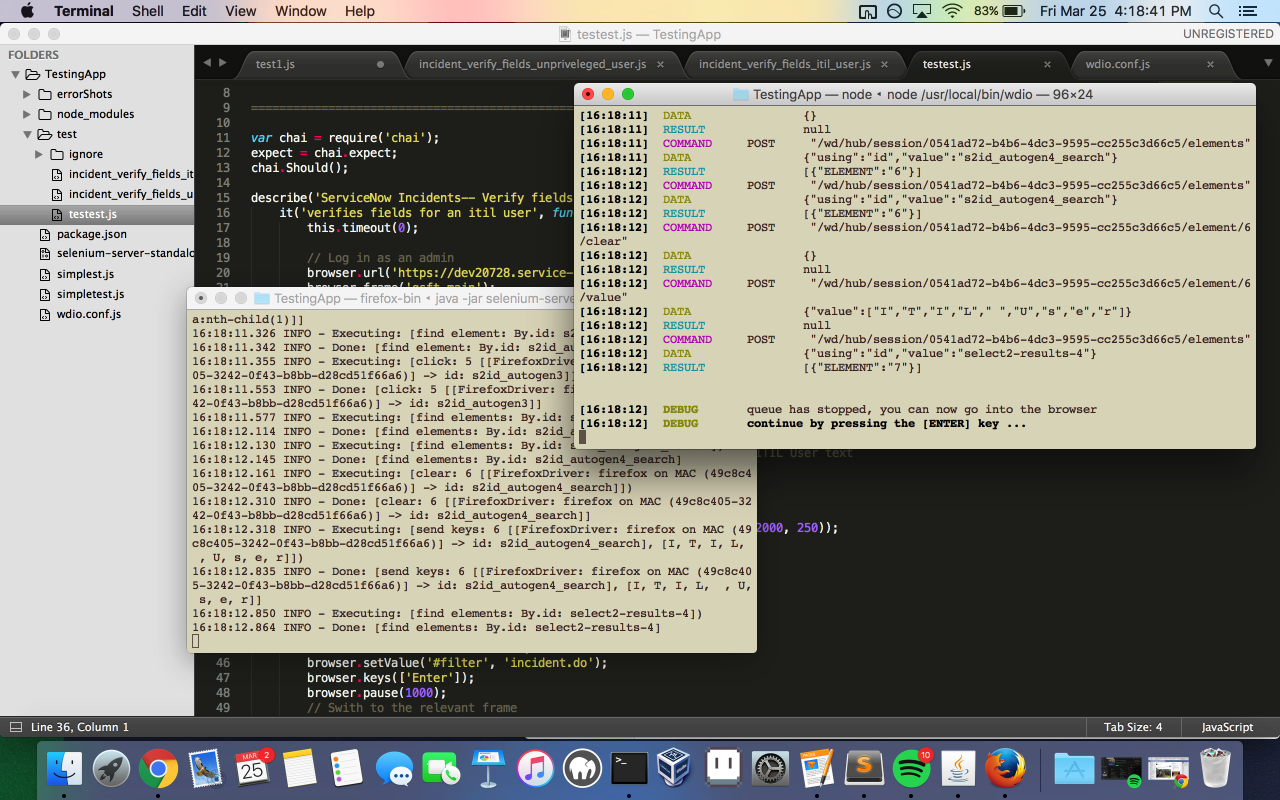 Terminal Shell Edit View Window Help 83% Fri Mar 25 4:18:41 PM
testest.js — TestingApp UNREGISTERED
FOLDERS
TestingApp
errorShots
node_modules
test
ignore
incident_verify_fields_it
incident_verify_fields_u
testest.js
package.json
selenium-server-standalo
simplest.js
simpletest.js
wdio.conf.js
test1.js incident_verify_fields_unpriveleged_user.js incident_verify_fields_itil_user.js testest.js wdio.conf.js
8
9 ==============================================
10
11 var chai = require('chai');
12 expect = chai.expect;
13 chai.Should();
14
15 describe('ServiceNow Incidents-- Verify fields
16 it('verifies fields for an itil user', fun
17 this.timeout(0);
18
19 // Log in as an admin
20 browser.url('https://dev20728.service-
21 browser.frame('gsft_main');
TestingApp — node ◂ node /usr/local/bin/wdio — 96×24
[16:18:11] DATA {}
[16:18:11] RESULT null
[16:18:11] COMMAND POST "/wd/hub/session/0541ad72-b4b6-4dc3-9595-cc255c3d66c5/elements"
[16:18:11] DATA {"using":"id","value":"s2id_autogen4_search"}
[16:18:12] RESULT [{"ELEMENT":"6"}]
[16:18:12] COMMAND POST "/wd/hub/session/0541ad72-b4b6-4dc3-9595-cc255c3d66c5/elements"
[16:18:12] DATA {"using":"id","value":"s2id_autogen4_search"}
[16:18:12] RESULT [{"ELEMENT":"6"}]
[16:18:12] COMMAND POST "/wd/hub/session/0541ad72-b4b6-4dc3-9595-cc255c3d66c5/element/6
/clear"
[16:18:12] DATA {}
[16:18:12] RESULT null
[16:18:12] COMMAND POST "/wd/hub/session/0541ad72-b4b6-4dc3-9595-cc255c3d66c5/element/6
/value"
[16:18:12] DATA {"value":["I","T","I","L"," ","U","s","e","r"]}
[16:18:12] RESULT null
[16:18:12] COMMAND POST "/wd/hub/session/0541ad72-b4b6-4dc3-9595-cc255c3d66c5/elements"
[16:18:12] DATA {"using":"id","value":"select2-results-4"}
[16:18:12] RESULT [{"ELEMENT":"7"}]
[16:18:12] DEBUG queue has stopped, you can now go into the browser
[16:18:12] DEBUG continue by pressing the [ENTER] key ...
TestingApp — firefox-bin ◂ java -jar selenium-serve
a:nth-child(1)]]
16:18:11.326 INFO - Executing: [find element: By.id: s2
16:18:11.342 INFO - Done: [find element: By.id: s2id_au
16:18:11.355 INFO - Executing: [click: 5 [[FirefoxDrive
05-3242-0f43-b8bb-d28cd51f66a6)] -> id: s2id_autogen3]]
16:18:11.553 INFO - Done: [click: 5 [[FirefoxDriver: fi
42-0f43-b8bb-d28cd51f66a6)] -> id: s2id_autogen3]]
16:18:11.577 INFO - Executing: [find elements: By.id: s
16:18:12.114 INFO - Done: [find elements: By.id: s2id_a
16:18:12.130 INFO - Executing: [find elements: By.id: s
16:18:12.145 INFO - Done: [find elements: By.id: s2id_autogen4_search]
16:18:12.161 INFO - Executing: [clear: 6 [[FirefoxDriver: firefox on MAC (49c8c4
05-3242-0f43-b8bb-d28cd51f66a6)] -> id: s2id_autogen4_search]])
16:18:12.310 INFO - Done: [clear: 6 [[FirefoxDriver: firefox on MAC (49c8c405-32
42-0f43-b8bb-d28cd51f66a6)] -> id: s2id_autogen4_search]]
16:18:12.318 INFO - Executing: [send keys: 6 [[FirefoxDriver: firefox on MAC (49
c8c405-3242-0f43-b8bb-d28cd51f66a6)] -> id: s2id_autogen4_search], [I, T, I, L,
, U, s, e, r]])
16:18:12.835 INFO - Done: [send keys: 6 [[FirefoxDriver: firefox on MAC (49c8c40
5-3242-0f43-b8bb-d28cd51f66a6)] -> id: s2id_autogen4_search], [I, T, I, L,  , U,
s, e, r]]
16:18:12.850 INFO - Executing: [find elements: By.id: select2-results-4])
16:18:12.864 INFO - Done: [find elements: By.id: select2-results-4]
ITIL User text
2000, 250));
46 browser.setValue('#filter', 'incident.do');
47 browser.keys(['Enter']);
48 browser.pause(1000);
49 // Swith to the relevant frame
Line 36, Column 1 Tab Size: 4 JavaScript
MAR 2
25
10